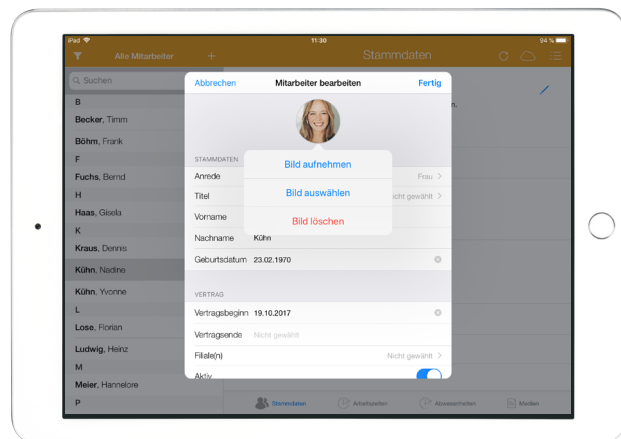 iPad
11:30
94 %
Alle Mitarbeiter
+
Stammdaten
Suchen
Abbrechen
Mitarbeiter bearbeiten
Fertig
B
Becker, Timm
Böhm, Frank
F
Fuchs, Bernd
H
Haas, Gisela
K
Kraus, Dennis
Kühn, Nadine
Kühn, Yvonne
L
Lose, Florian
Ludwig, Heinz
M
Meier, Hannelore
P
Bild aufnehmen
Bild auswählen
Bild löschen
STAMMDATEN
Anrede
Frau
Titel
icht gewählt
Vorname
Nachname Kühn
Geburtsdatum 23.02.1970
VERTRAG
Vertragsbeginn 19.10.2017
Vertragsende Nicht gewählt
Filiale(n) Nicht gewählt
Aktiv
n,
Stammdaten
Arbeitszeiten
Abwesenheiten
Medien